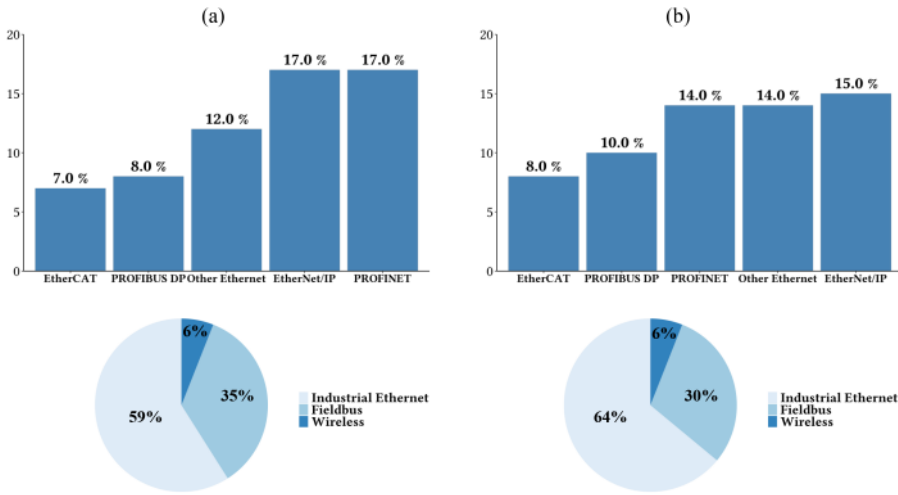 (a)
20
15
10
5
0
7.0 %
8.0 %
12.0 %
17.0 %
17.0 %
EtherCAT
PROFIBUS DP
Other Ethernet
EtherNet/IP
PROFINET
6%
35%
59%
Industrial Ethernet
Fieldbus
Wireless
(b)
20
15
10
5
0
8.0 %
10.0 %
14.0 %
14.0 %
15.0 %
EtherCAT
PROFIBUS DP
PROFINET
Other Ethernet
EtherNet/IP
6%
30%
64%
Industrial Ethernet
Fieldbus
Wireless